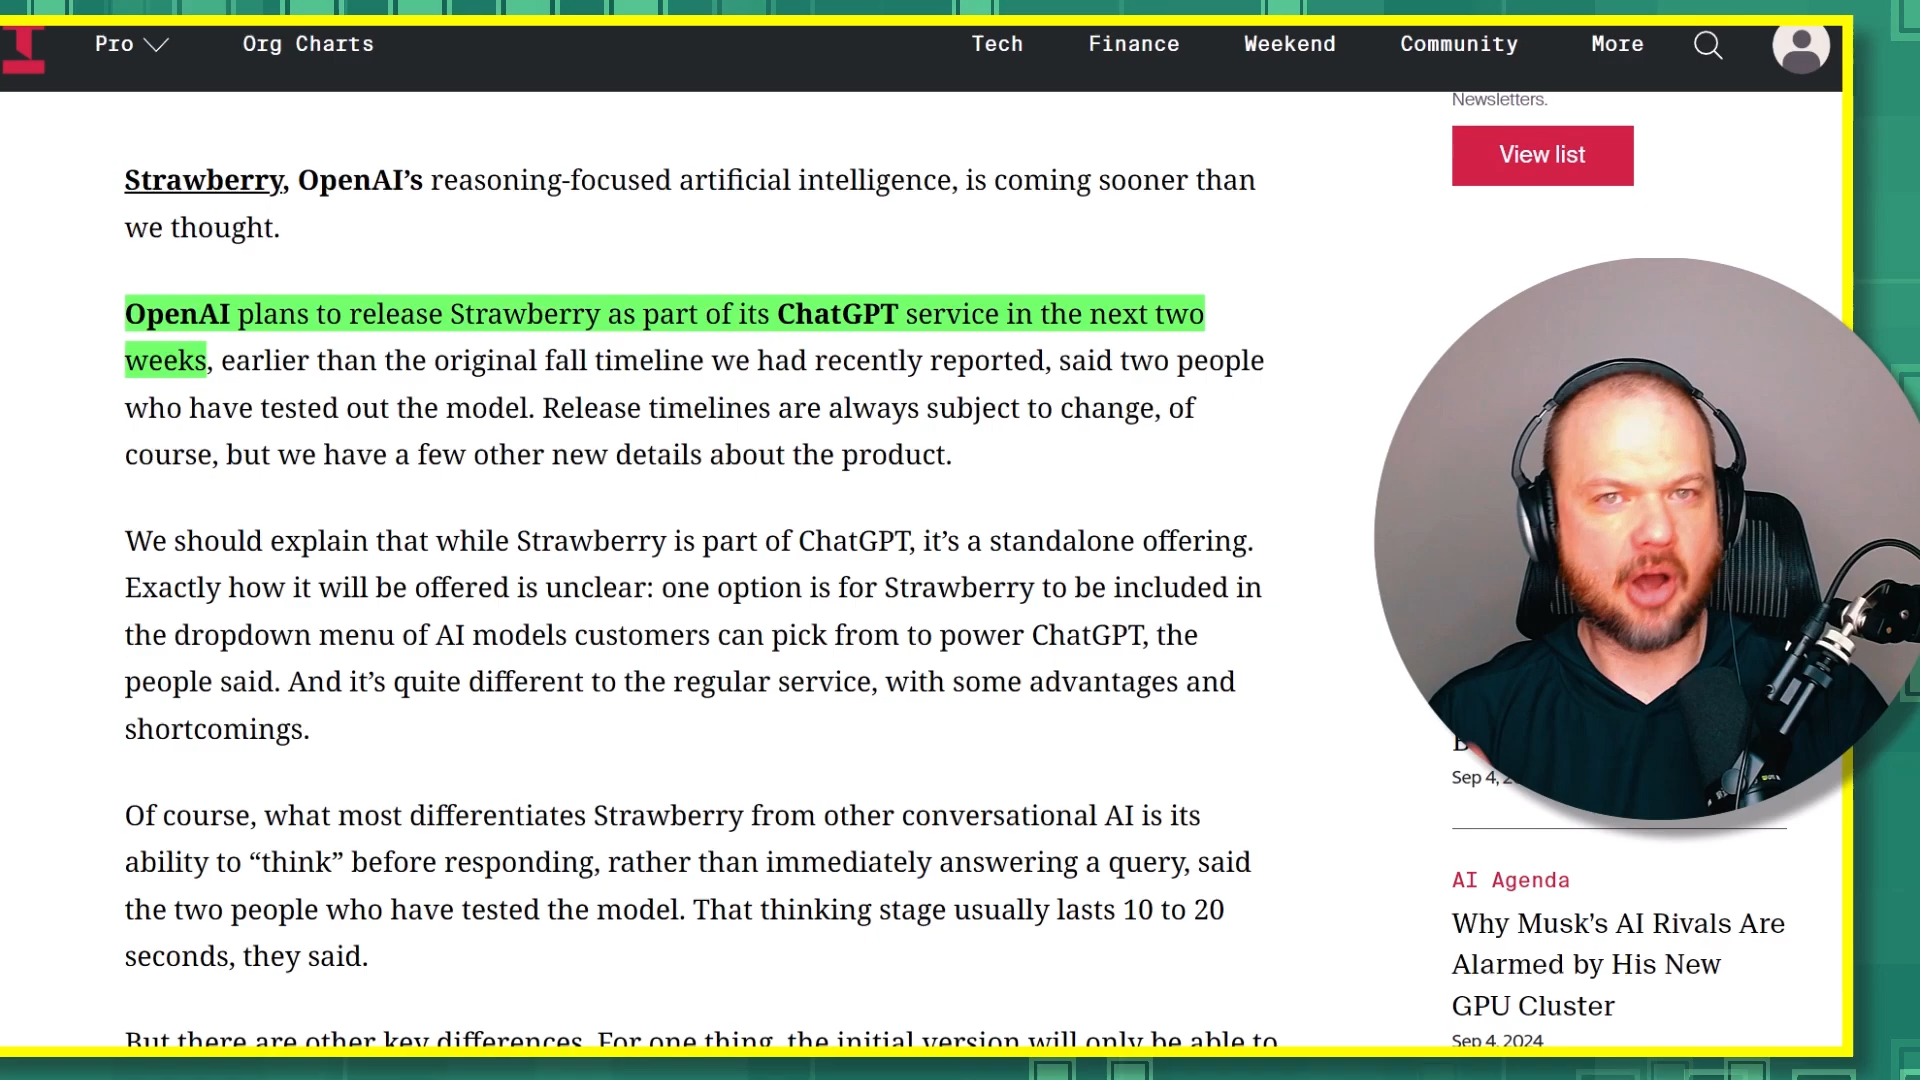 Pro
Org Charts
Tech
Finance
Weekend
Community
More
Newsletters.
View list
Strawberry, OpenAI’s reasoning-focused artificial intelligence, is coming sooner than
we thought.
OpenAI plans to release Strawberry as part of its ChatGPT service in the next two
weeks, earlier than the original fall timeline we had recently reported, said two people
who have tested out the model. Release timelines are always subject to change, of
course, but we have a few other new details about the product.
We should explain that while Strawberry is part of ChatGPT, it’s a standalone offering.
Exactly how it will be offered is unclear: one option is for Strawberry to be included in
the dropdown menu of AI models customers can pick from to power ChatGPT, the
people said. And it’s quite different to the regular service, with some advantages and
shortcomings.
Of course, what most differentiates Strawberry from other conversational AI is its
ability to “think” before responding, rather than immediately answering a query, said
the two people who have tested the model. That thinking stage usually lasts 10 to 20
seconds, they said.
But there are other key differences. For one thing, the initial version will only be able to
Sep 4,
AI Agenda
Why Musk’s AI Rivals Are
Alarmed by His New
GPU Cluster
Sep 4, 2024